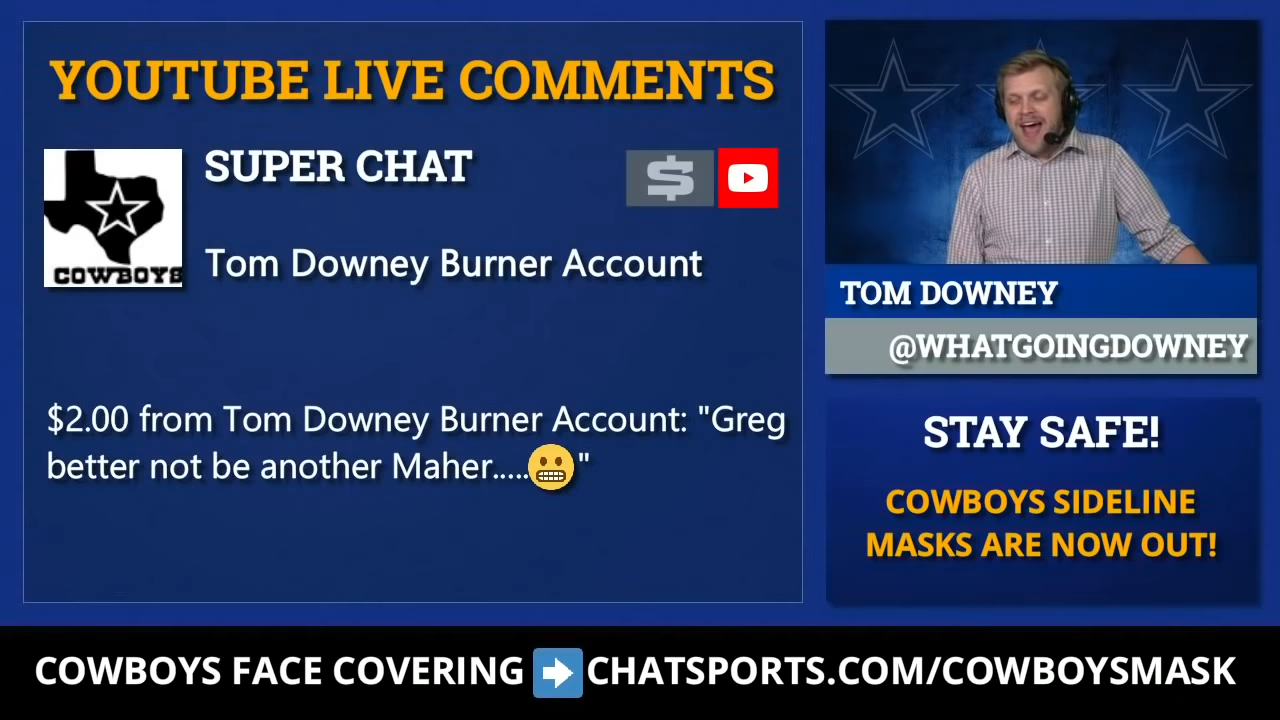 YOUTUBE LIVE COMMENTS
SUPER CHAT
COWBOYS
Tom Downey Burner Account
$2.00 from Tom Downey Burner Account: "Greg
better not be another Maher.....😬"
TOM DOWNEY
@WHATGOINGDOWNEY
STAY SAFE!
COWBOYS SIDELINE
MASKS ARE NOW OUT!
COWBOYS FACE COVERING ➡ CHATSPORTS.COM/COWBOYSMASK